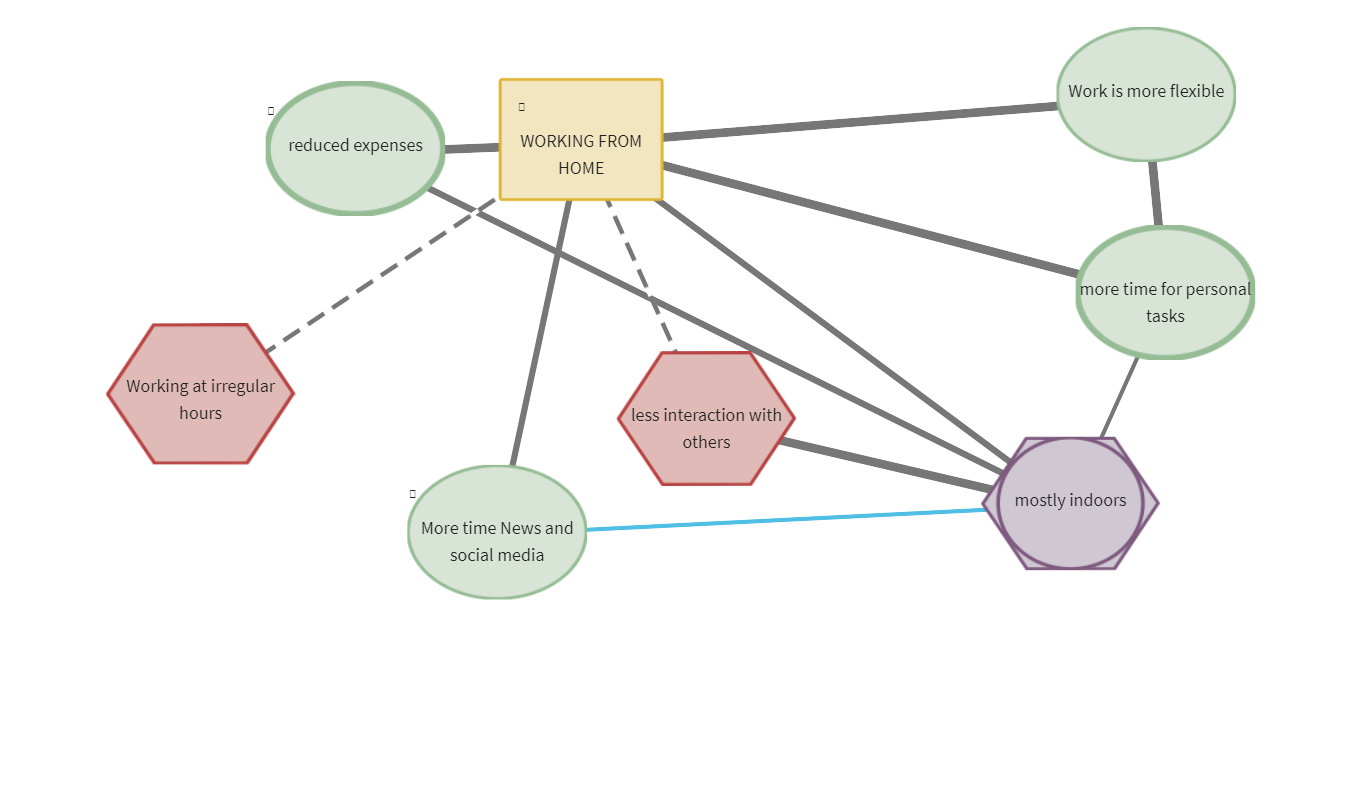 Work is more flexible
reduced expenses
WORKING FROM
HOME
more time for personal
tasks
Working at irregular
hours
less interaction with
others
mostly indoors
More time News and
social media